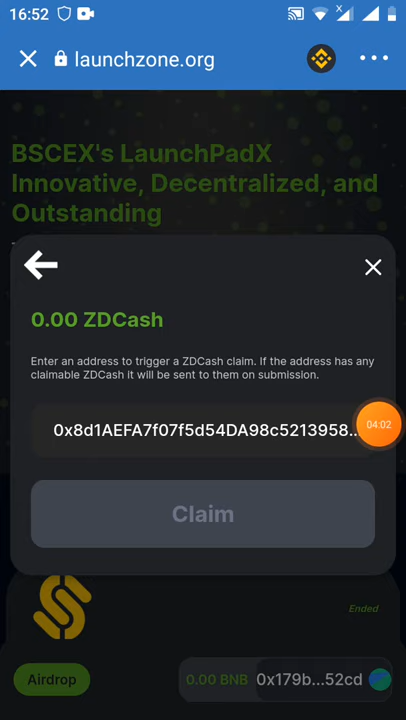 16:52
launchzone.org
BSCEX's LaunchPadX
Innovative, Decentralized, and
Outstanding
0.00 ZDCash
Enter an address to trigger a ZDCash claim. If the address has any
claimable ZDCash it will be sent to them on submission.
0x8d1AEFA7f07f5d54DA98c5213958...
04:02
Claim
Ended
Airdrop
0.00 BNB 0x179b...52cd